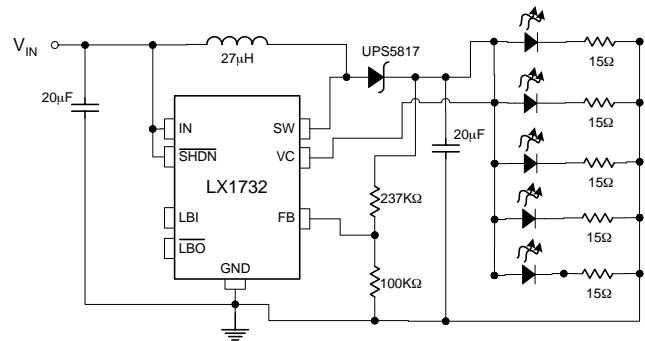 V_IN
27µH
UPS5817
20µF
IN
SW
SHDN
VC
LX1732
LBI
FB
LBO
GND
237KΩ
100KΩ
20µF
15Ω
15Ω
15Ω
15Ω
15Ω